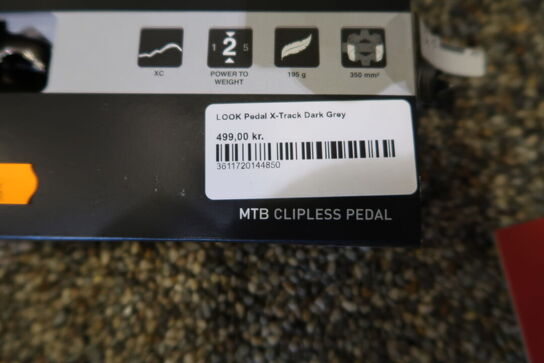 1 2 5
XC
POWER TO
WEIGHT
195 g
350 mm²
LOOK Pedal X-Track Dark Grey
499,00 kr.
3611720144850
MTB CLIPLESS PEDAL